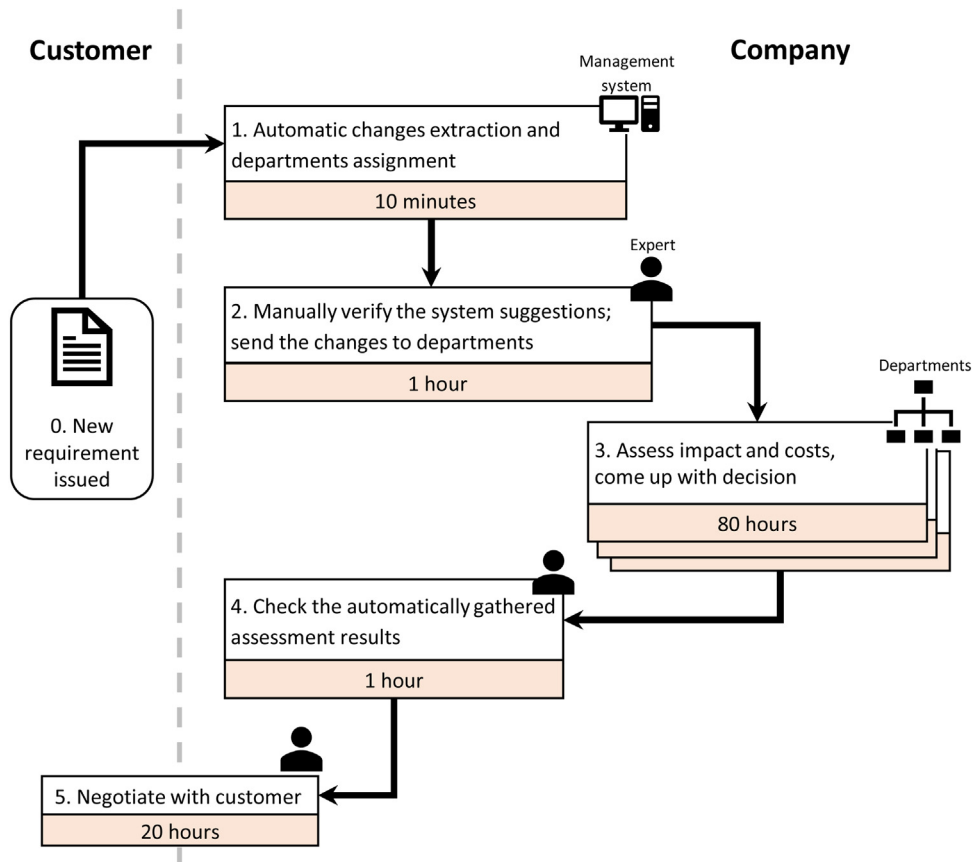 Customer
Company
Management
system
1. Automatic changes extraction and
departments assignment
10 minutes
Expert
2. Manually verify the system suggestions;
send the changes to departments
1 hour
0. New
requirement
issued
Departments
3. Assess impact and costs,
come up with decision
80 hours
4. Check the automatically gathered
assessment results
1 hour
5. Negotiate with customer
20 hours